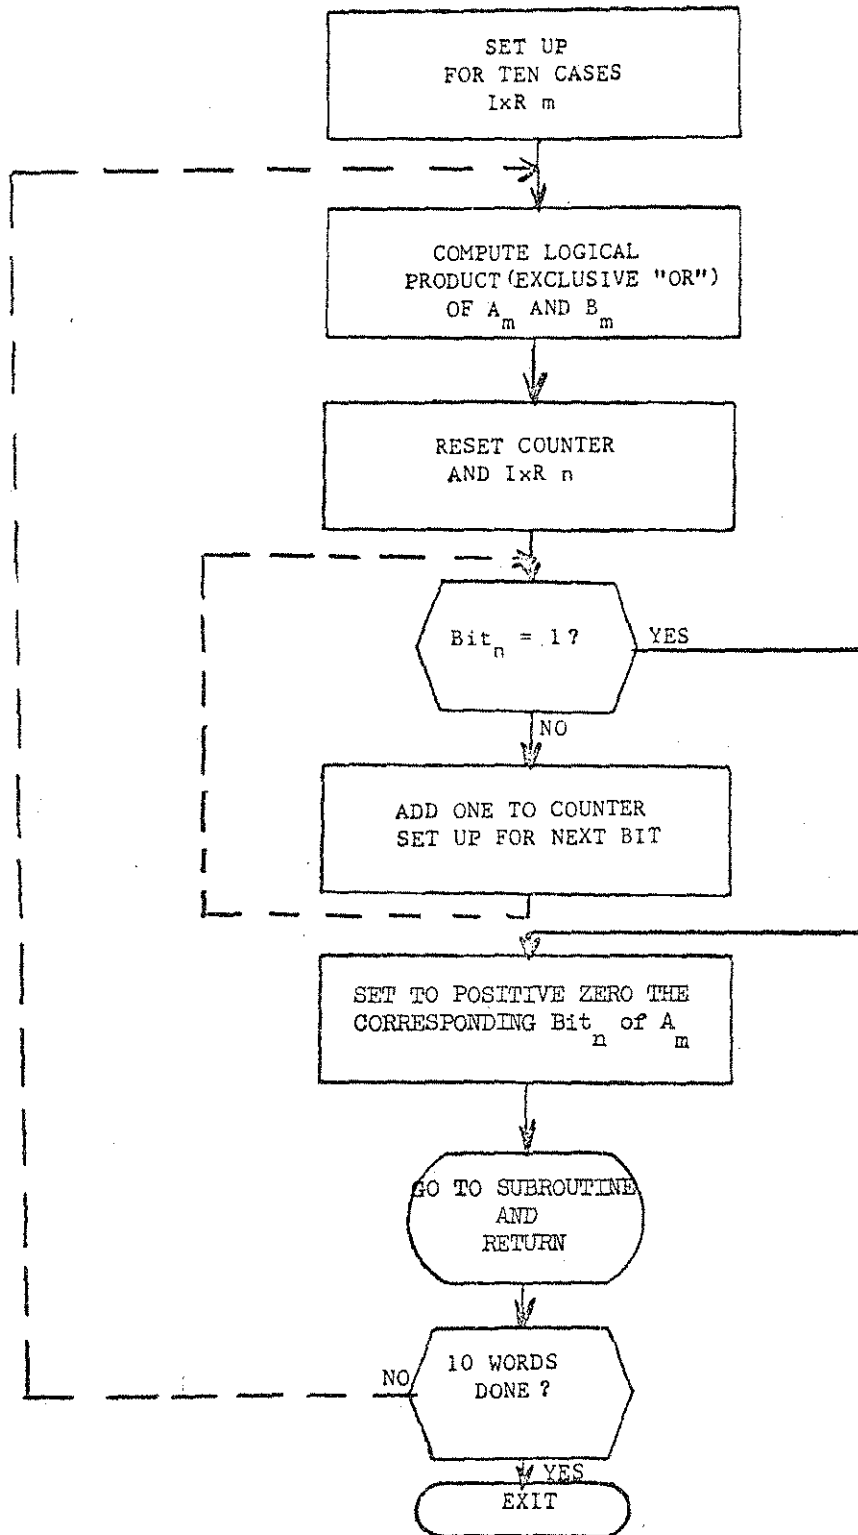 SET UP
FOR TEN CASES
IxR m
COMPUTE LOGICAL
PRODUCT (EXCLUSIVE "OR")
OF A_m AND B_m
RESET COUNTER
AND IxR n
Bit_n = 1?
YES
NO
ADD ONE TO COUNTER
SET UP FOR NEXT BIT
SET TO POSITIVE ZERO THE
CORRESPONDING Bit_n of A_m
GO TO SUBROUTINE
AND
RETURN
10 WORDS
DONE?
NO
YES
EXIT